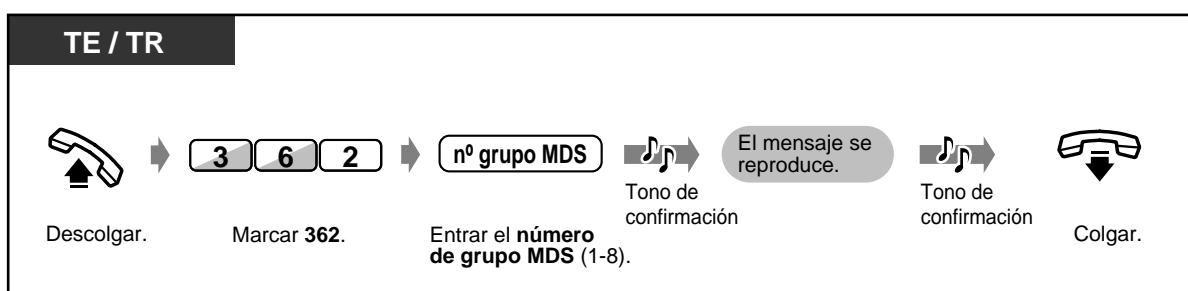 TE / TR
3 6 2
nº grupo MDS
El mensaje se
reproduce.
Tono de
confirmación
Tono de
confirmación
Descolgar.
Marcar 362.
Entrar el número
de grupo MDS (1-8).
Colgar.